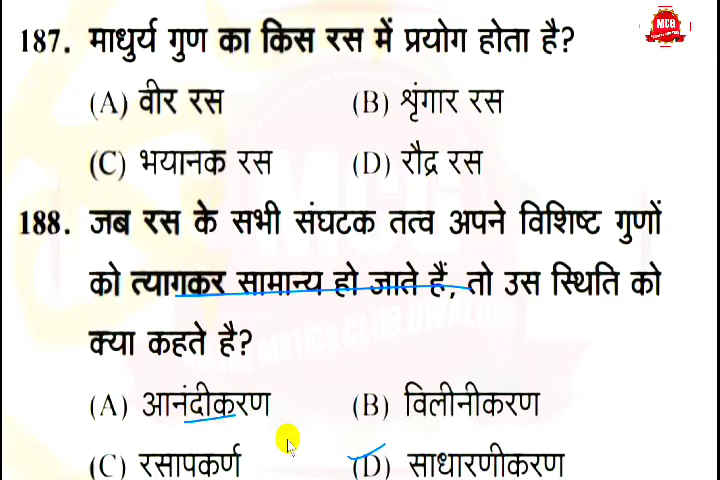 MCG
187. माधुर्य गुण का किस रस में प्रयोग होता है?
(A) वीर रस (B) श्रृंगार रस
(C) भयानक रस (D) रौद्र रस
188. जब रस के सभी संघटक तत्व अपने विशिष्ट गुणों
को त्यागकर सामान्य हो जाते हैं, तो उस स्थिति को
क्या कहते है?
(A) आनंदीकरण (B) विलीनीकरण
(C) रसापकर्ण (D) साधारणीकरण